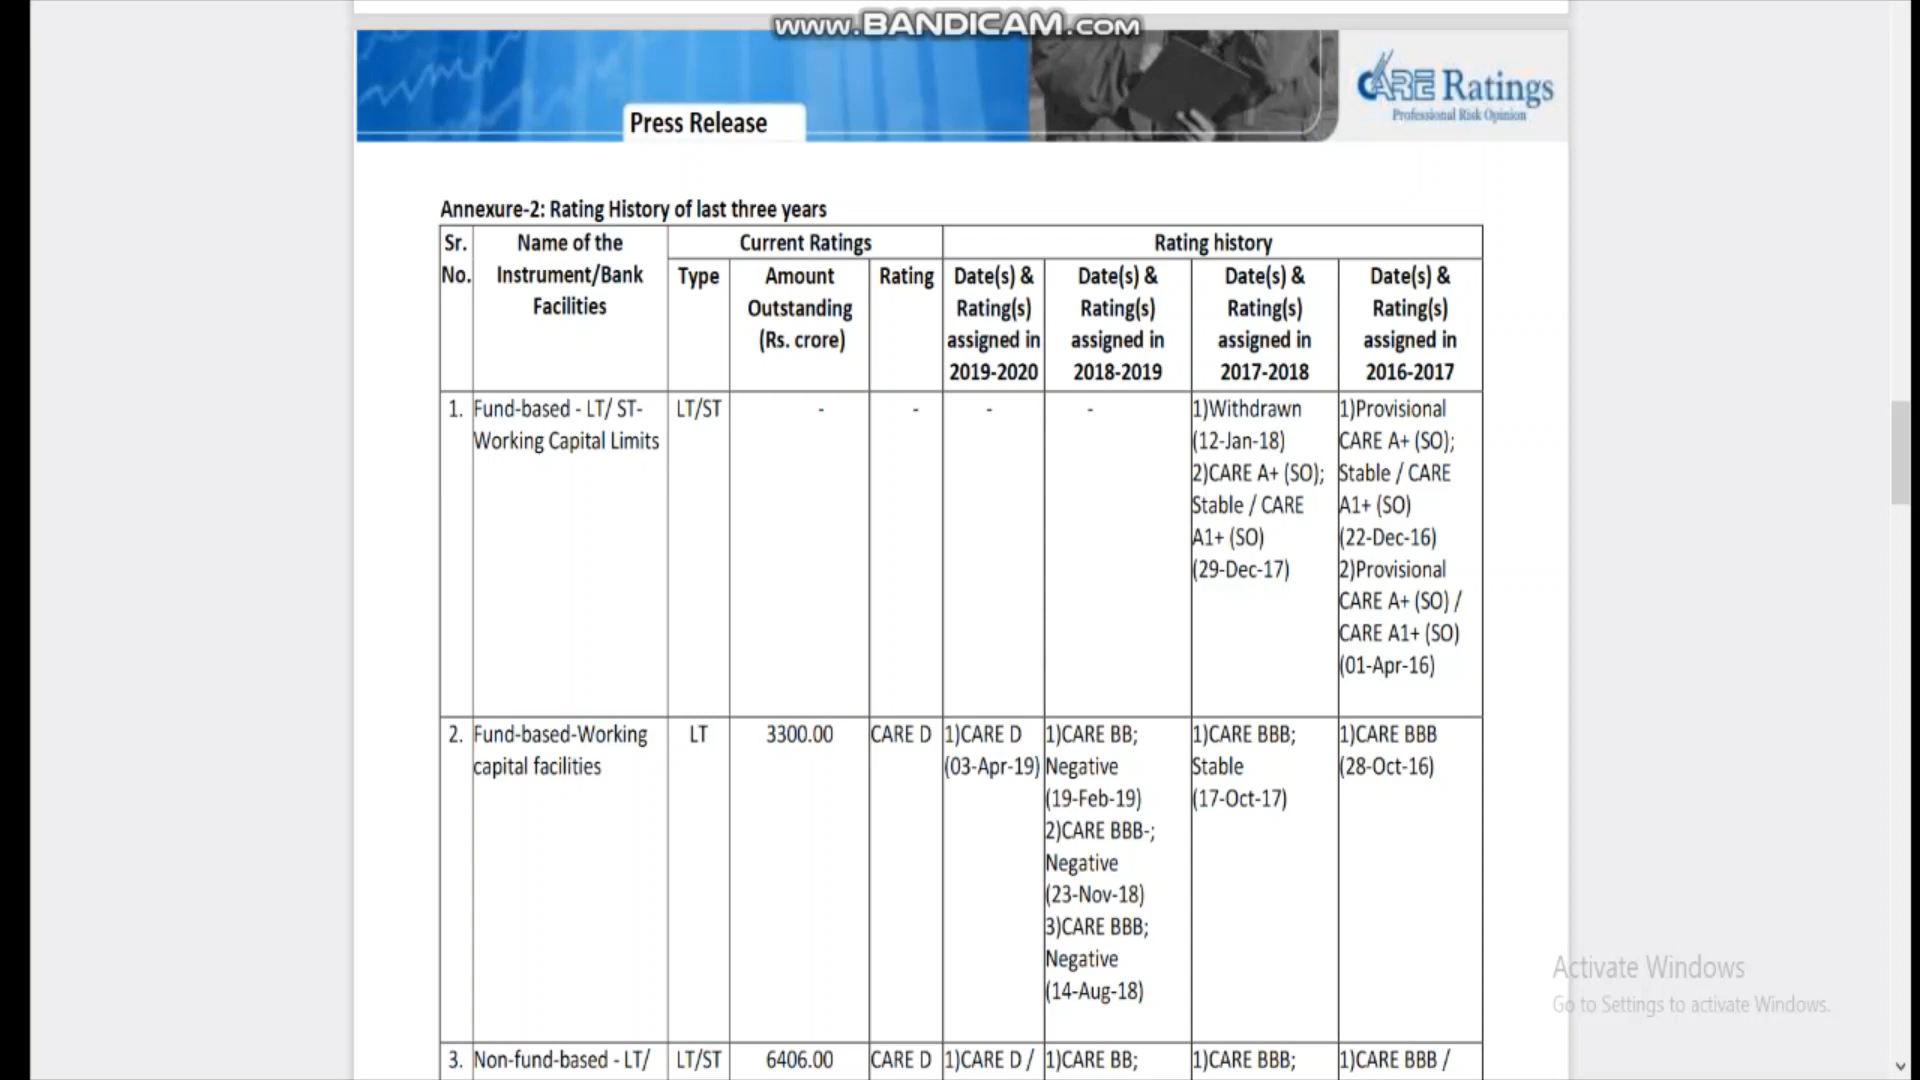 www.BANDICAM.com
CARE Ratings
Professional Risk Opinion
Press Release
Annexure-2: Rating History of last three years
Sr. No. Name of the Instrument/Bank Facilities Current Ratings Rating history
Type Amount Outstanding (Rs. crore) Rating Date(s) & Rating(s) assigned in 2019-2020 Date(s) & Rating(s) assigned in 2018-2019 Date(s) & Rating(s) assigned in 2017-2018 Date(s) & Rating(s) assigned in 2016-2017
1. Fund-based - LT/ ST- LT/ST - - - - 1)Withdrawn 1)Provisional
Working Capital Limits (12-Jan-18) CARE A+ (SO);
2)CARE A+ (SO); Stable / CARE
Stable / CARE A1+ (SO)
A1+ (SO) (22-Dec-16)
(29-Dec-17) 2)Provisional
CARE A+ (SO) /
CARE A1+ (SO)
(01-Apr-16)
2. Fund-based-Working LT 3300.00 CARE D 1)CARE D 1)CARE BB; 1)CARE BBB; 1)CARE BBB
capital facilities (03-Apr-19) Negative Stable (28-Oct-16)
(19-Feb-19) (17-Oct-17)
2)CARE BBB-;
Negative
(23-Nov-18)
3)CARE BBB;
Negative
(14-Aug-18)
3. Non-fund-based - LT/ LT/ST 6406.00 CARE D 1)CARE D / 1)CARE BB; 1)CARE BBB; 1)CARE BBB /
Activate Windows
Go to Settings to activate Windows.